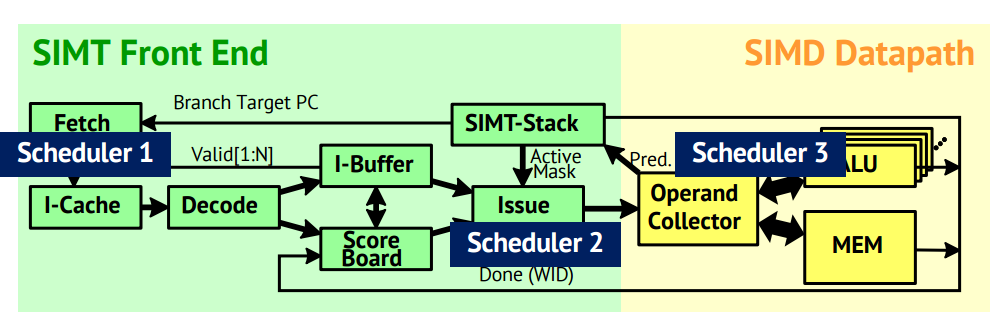 SIMT Front End
SIMD Datapath
Branch Target PC
Fetch
SIMT-Stack
Scheduler 1
Valid[1:N]
I-Buffer
Active
Mask
Pred.
Scheduler 3
ALU
I-Cache
Decode
Issue
Operand
Collector
Score
Board
Scheduler 2
MEM
Done (WID)